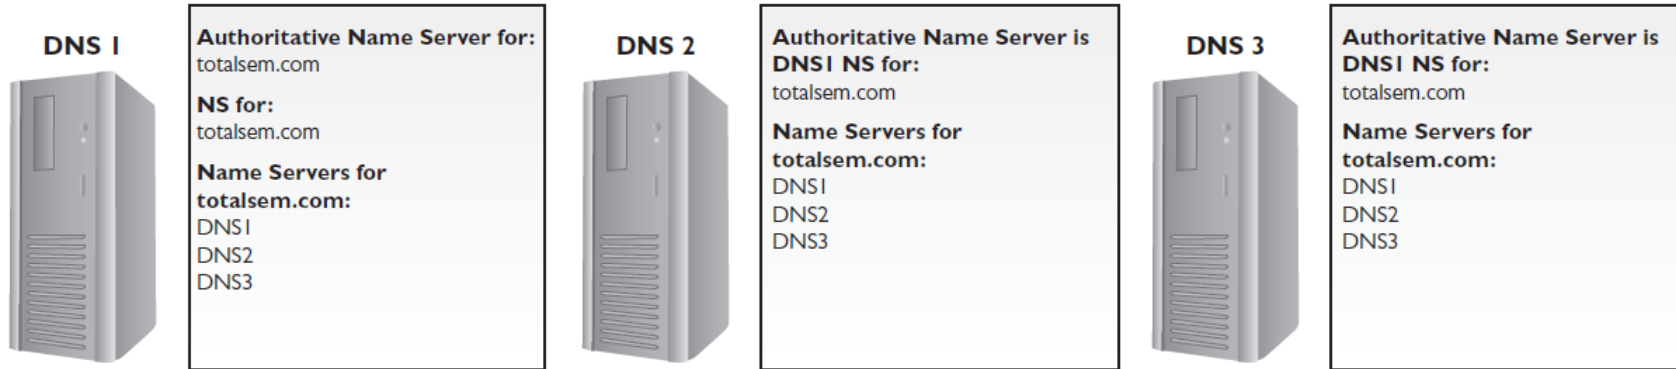 DNS 1
Authoritative Name Server for:
totalsem.com
NS for:
totalsem.com
Name Servers for
totalsem.com:
DNS1
DNS2
DNS3
DNS 2
Authoritative Name Server is
DNS1 NS for:
totalsem.com
Name Servers for
totalsem.com:
DNS1
DNS2
DNS3
DNS 3
Authoritative Name Server is
DNS1 NS for:
totalsem.com
Name Servers for
totalsem.com:
DNS1
DNS2
DNS3